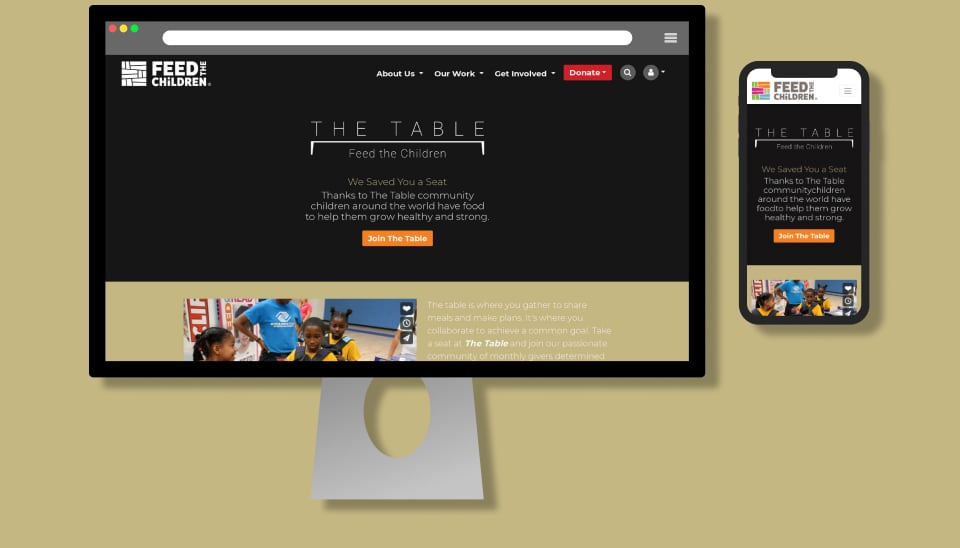 FEED THE
CHiLDREN®
About Us Our Work Get Involved Donate
THE TABLE
Feed the Children
We Saved You a Seat
Thanks to The Table community
children around the world have food
to help them grow healthy and strong.
Join The Table
The table is where you gather to share
meals and make plans. It's where you
collaborate to achieve a common goal. Take
a seat at The Table and join our passionate
community of monthly givers determined
FEED THE
CHiLDREN®
THE TABLE
Feed the Children
We Saved You a Seat
Thanks to The Table
communitychildren
around the world have
foodto help them grow
healthy and strong.
Join The Table